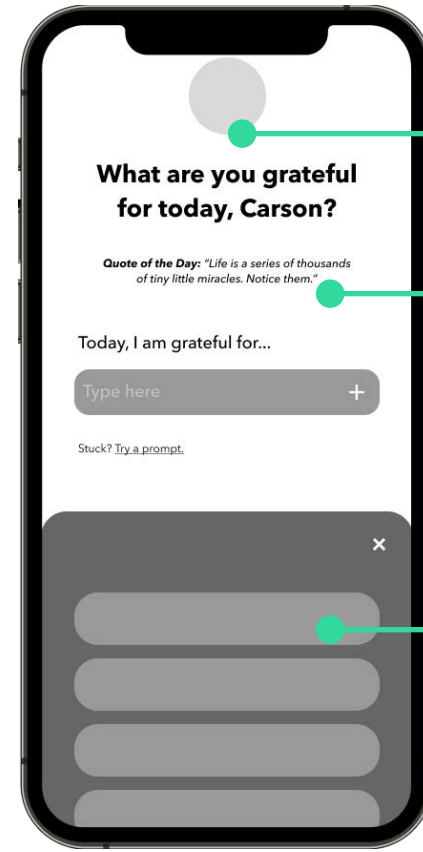 What are you grateful
for today, Carson?
Quote of the Day: “Life is a series of thousands
of tiny little miracles. Notice them.”
Today, I am grateful for...
Type here +
Stuck? Try a prompt.
×